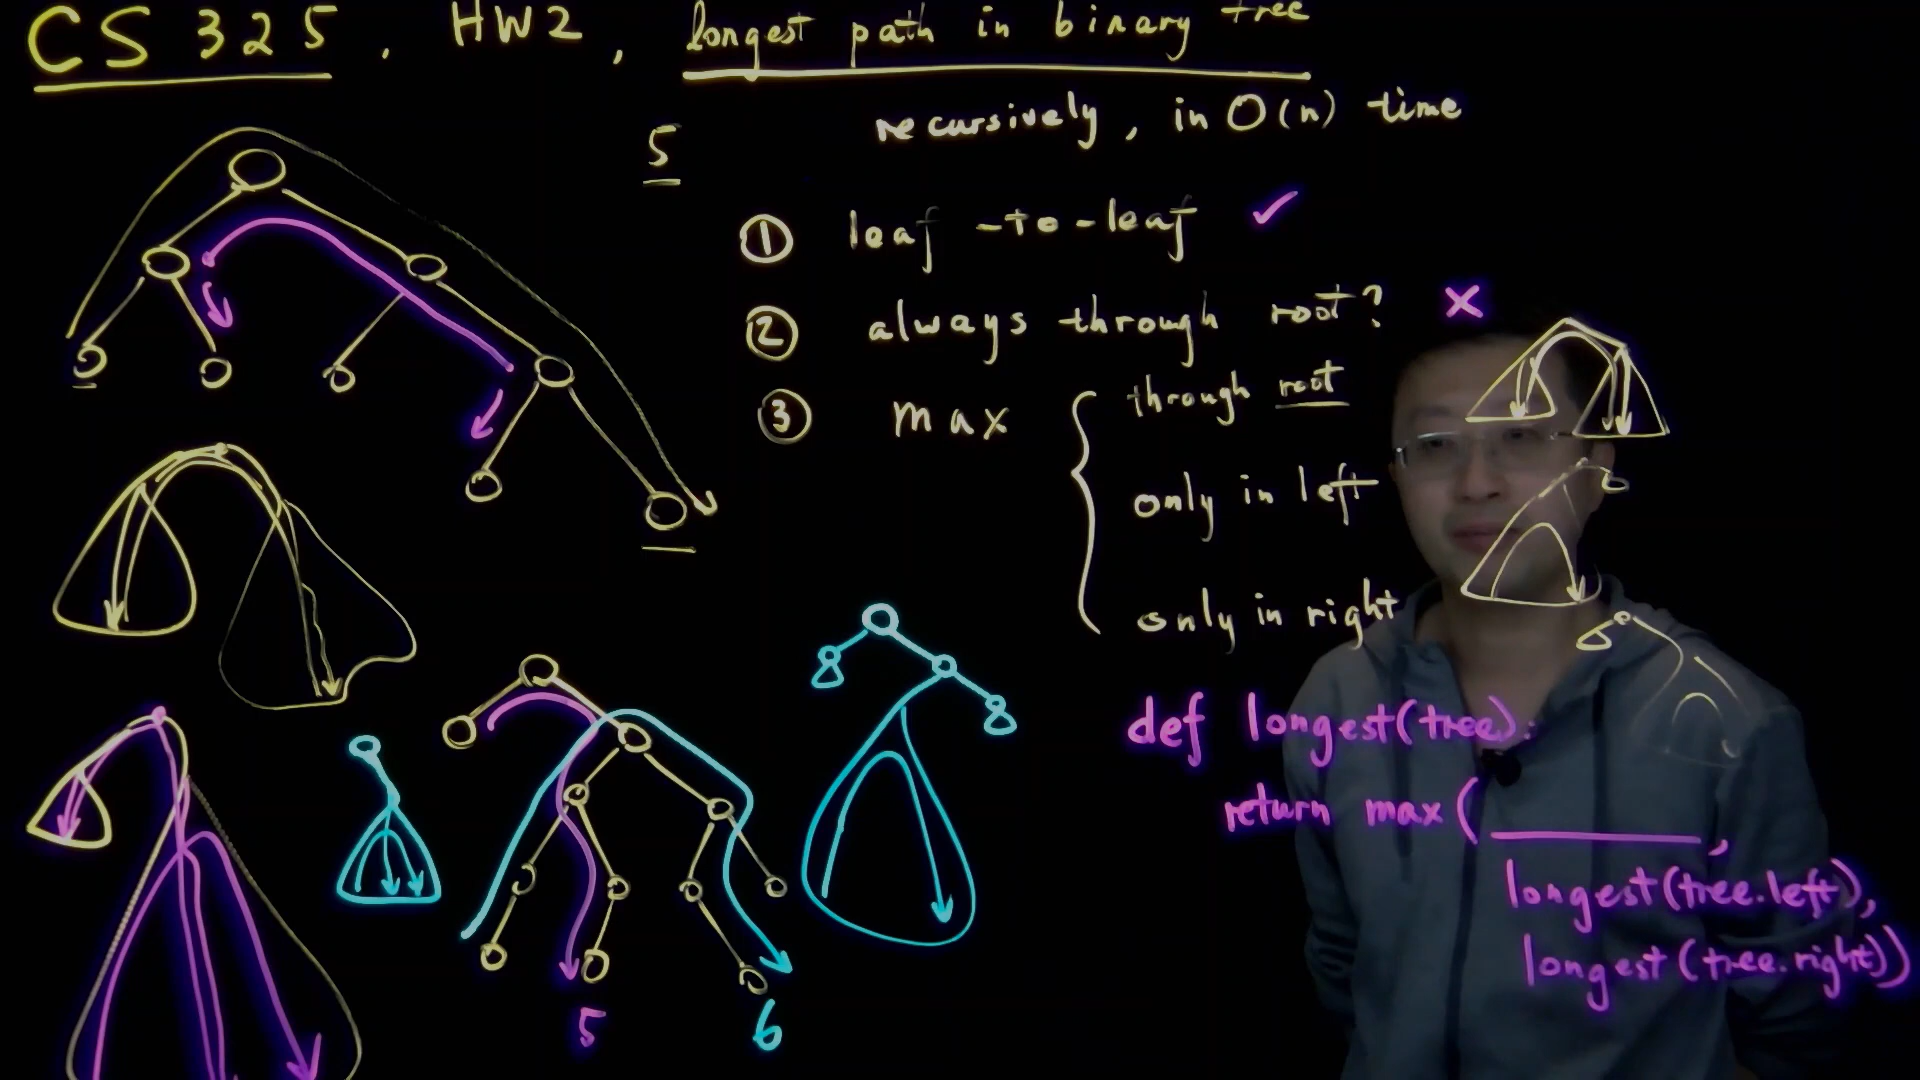 CS 325, HW2, longest path in binary tree
recursively, in O(n) time
5
① leaf-to-leaf ✓
② always through root? ×
③ max { through root
only in left
only in right
def longest(tree):
return max( ______,
longest(tree.left),
longest(tree.right))
5
6